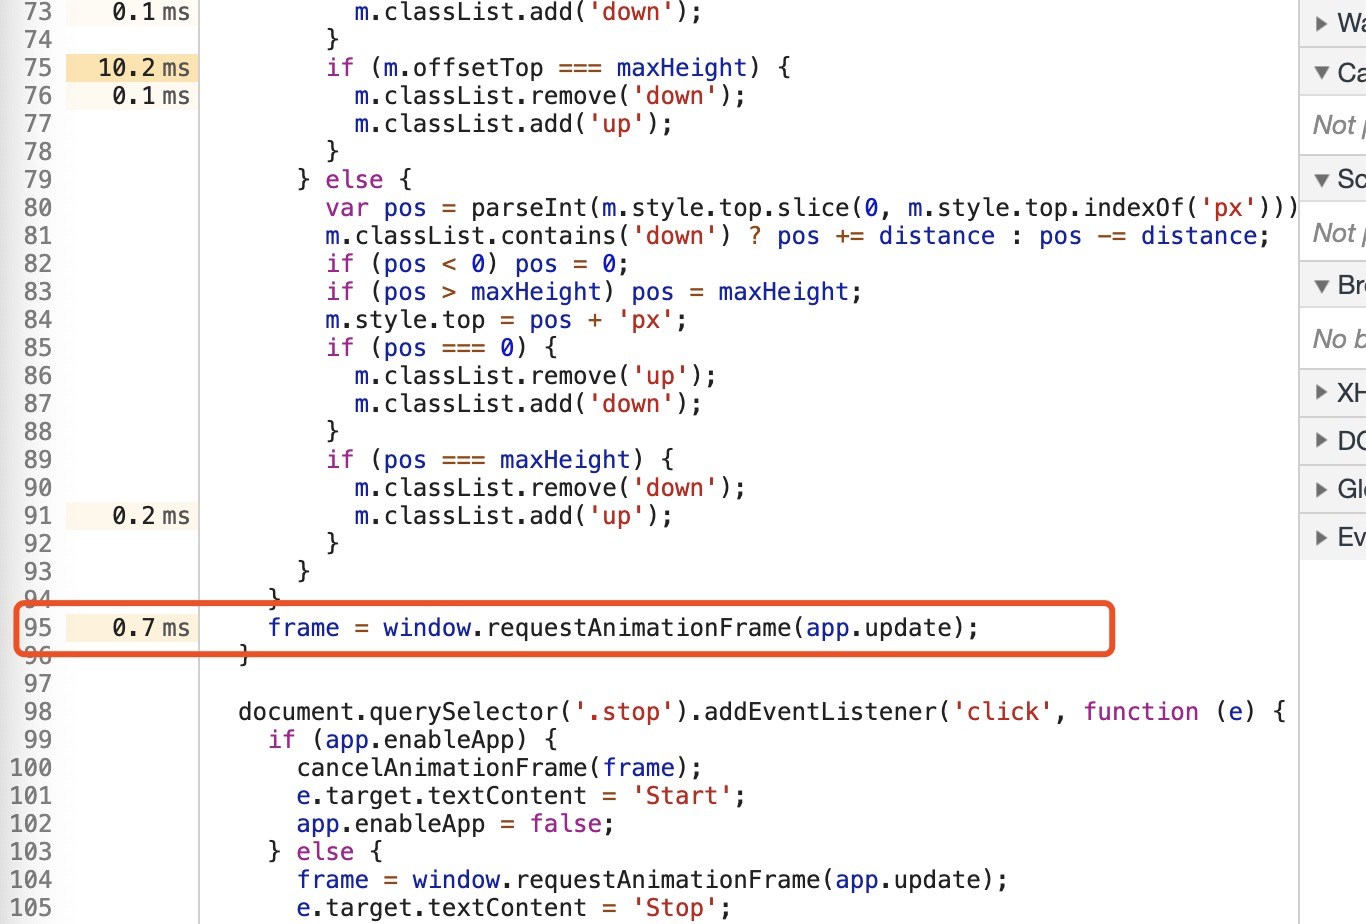 73 0.1 ms m.classList.add('down');
74 }
75 10.2 ms if (m.offsetTop === maxHeight) {
76 0.1 ms m.classList.remove('down');
77 m.classList.add('up');
78 }
79 } else {
80 var pos = parseInt(m.style.top.slice(0, m.style.top.indexOf('px')))
81 m.classList.contains('down') ? pos += distance : pos -= distance;
82 if (pos < 0) pos = 0;
83 if (pos > maxHeight) pos = maxHeight;
84 m.style.top = pos + 'px';
85 if (pos === 0) {
86 m.classList.remove('up');
87 m.classList.add('down');
88 }
89 if (pos === maxHeight) {
90 m.classList.remove('down');
91 0.2 ms m.classList.add('up');
92 }
93 }
94 }
95 0.7 ms frame = window.requestAnimationFrame(app.update);
96 }
97
98 document.querySelector('.stop').addEventListener('click', function (e) {
99 if (app.enableApp) {
100 cancelAnimationFrame(frame);
101 e.target.textContent = 'Start';
102 app.enableApp = false;
103 } else {
104 frame = window.requestAnimationFrame(app.update);
105 e.target.textContent = 'Stop';
Wa
Ca
Not p
Sc
Not p
Bre
No b
XH
DO
Glo
Ev